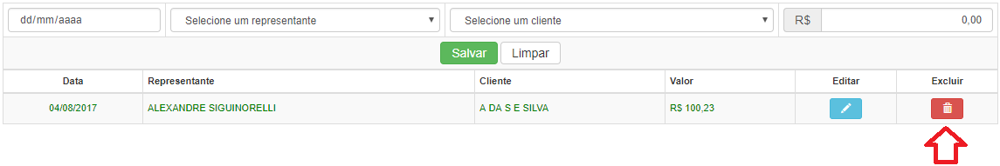 dd/mm/aaaa Selecione um representante Selecione um cliente R$ 0,00
Salvar Limpar
Data Representante Cliente Valor Editar Excluir
04/08/2017 ALEXANDRE SIGUINORELLI A DA S E SILVA R$ 100,23